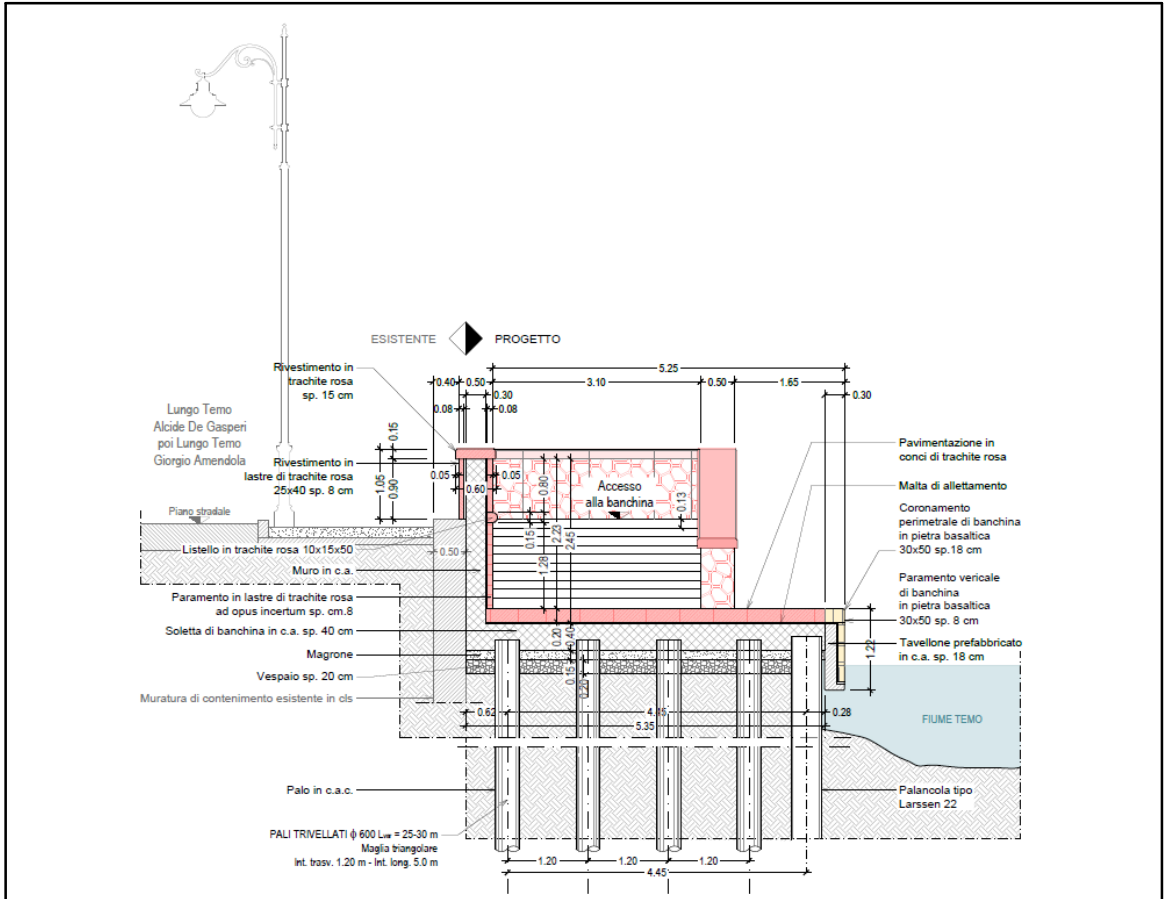 ESISTENTE
PROGETTO
5.25
0.40
0.50
3.10
0.50
1.65
0.30
0.30
0.08
0.08
Rivestimento in
trachite rosa
sp. 15 cm
Lungo Temo
Alcide De Gasperi
poi Lungo Temo
Giorgio Amendola
0.15
1.05
0.90
Rivestimento in
lastre di trachite rosa
25x40 sp. 8 cm
0.05
0.05
0.60
0.80
Accesso
alla banchina
0.13
Pavimentazione in
conci di trachite rosa
Malta di allettamento
Coronamento
perimetrale di banchina
in pietra basaltica
30x50 sp.18 cm
Piano stradale
Listello in trachite rosa 10x15x50
0.50
0.15
2.23
2.45
1.28
Muro in c.a.
Paramento in lastre di trachite rosa
ad opus incertum sp. cm.8
Paramento vericale
di banchina
in pietra basaltica
30x50 sp. 8 cm
Soletta di banchina in c.a. sp. 40 cm
0.20
0.40
1.22
Tavellone prefabbricato
in c.a. sp. 18 cm
Magrone
0.15
Vespaio sp. 20 cm
0.20
Muratura di contenimento esistente in cls
0.62
4.45
0.28
5.35
FIUME TEMO
Palo in c.a.c.
Palancola tipo
Larssen 22
PALI TRIVELLATI ϕ 600 L = 25-30 m
Maglia triangolare
Int. trasv. 1.20 m - Int. long. 5.0 m
1.20
1.20
1.20
4.45